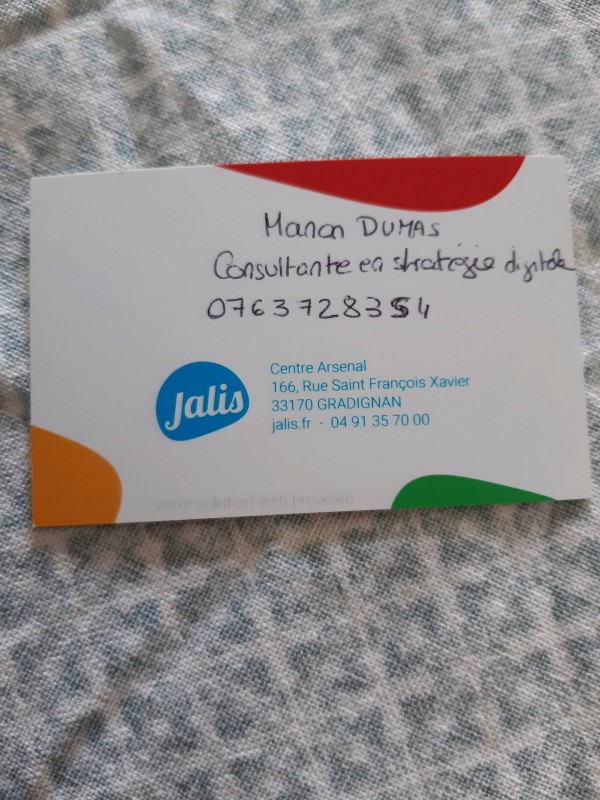 Manon DUMAS
Consultante en stratégie digitale
0763728354
Jalis
Centre Arsenal
166, Rue Saint François Xavier
33170 GRADIGNAN
jalis.fr - 04 91 35 70 00
votre solution web brevetée